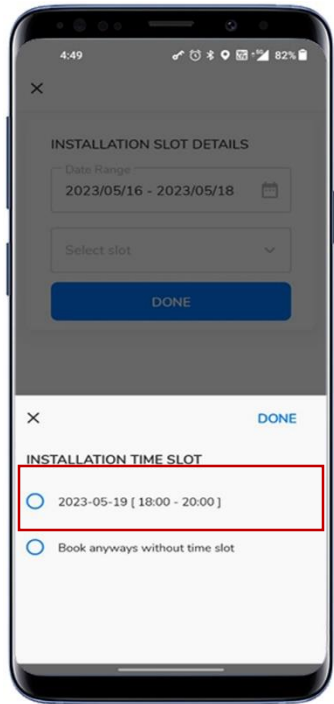 4:49
82%
INSTALLATION SLOT DETAILS
Date Range
2023/05/16 - 2023/05/18
Select slot
DONE
DONE
INSTALLATION TIME SLOT
2023-05-19 [ 18:00 - 20:00 ]
Book anyways without time slot